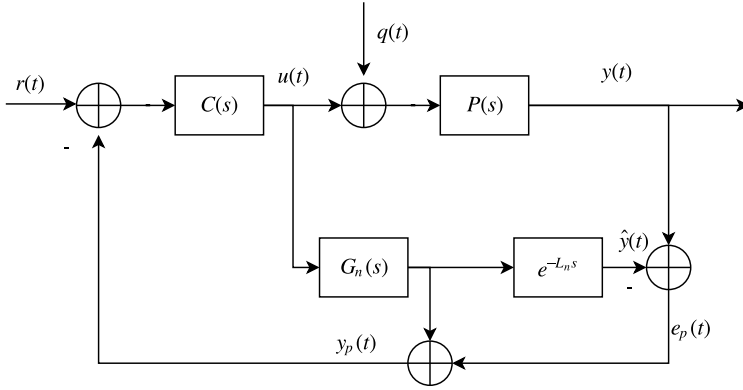 q(t)
r(t)
u(t)
y(t)
-
C(s)
-
P(s)
-
ŷ(t)
G_n(s)
e^{-L_n s}
-
y_p(t)
e_p(t)